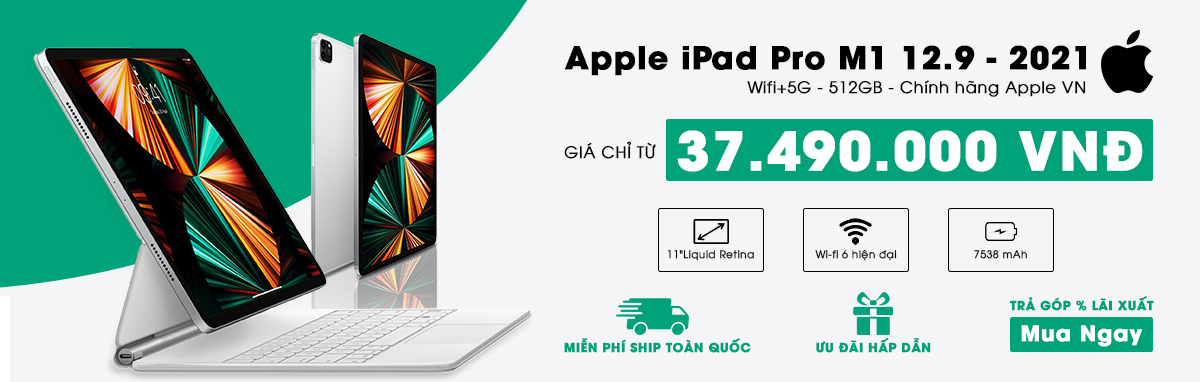 Apple iPad Pro M1 12.9 - 2021
Wifi+5G - 512GB - Chính hãng Apple VN
GIÁ CHỈ TỪ 37.490.000 VNĐ
11"Liquid Retina
Wi-fi 6 hiện đại
7538 mAh
MIỄN PHÍ SHIP TOÀN QUỐC
ƯU ĐÃI HẤP DẪN
TRẢ GÓP % LÃI XUẤT
Mua Ngay
09:41